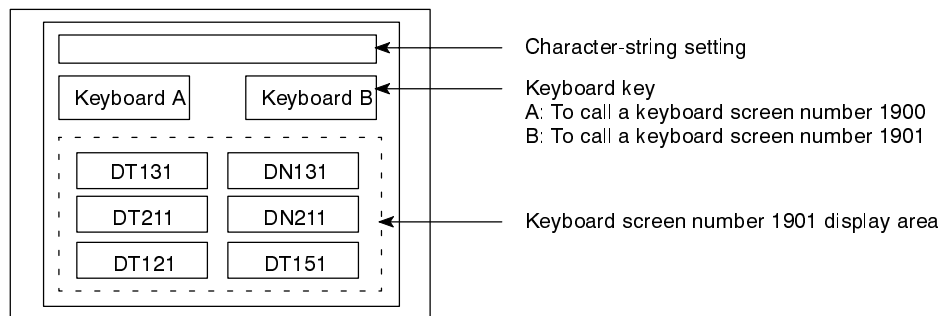 Character-string setting
Keyboard A
Keyboard B
Keyboard key
A: To call a keyboard screen number 1900
B: To call a keyboard screen number 1901
DT131
DN131
DT211
DN211
Keyboard screen number 1901 display area
DT121
DT151